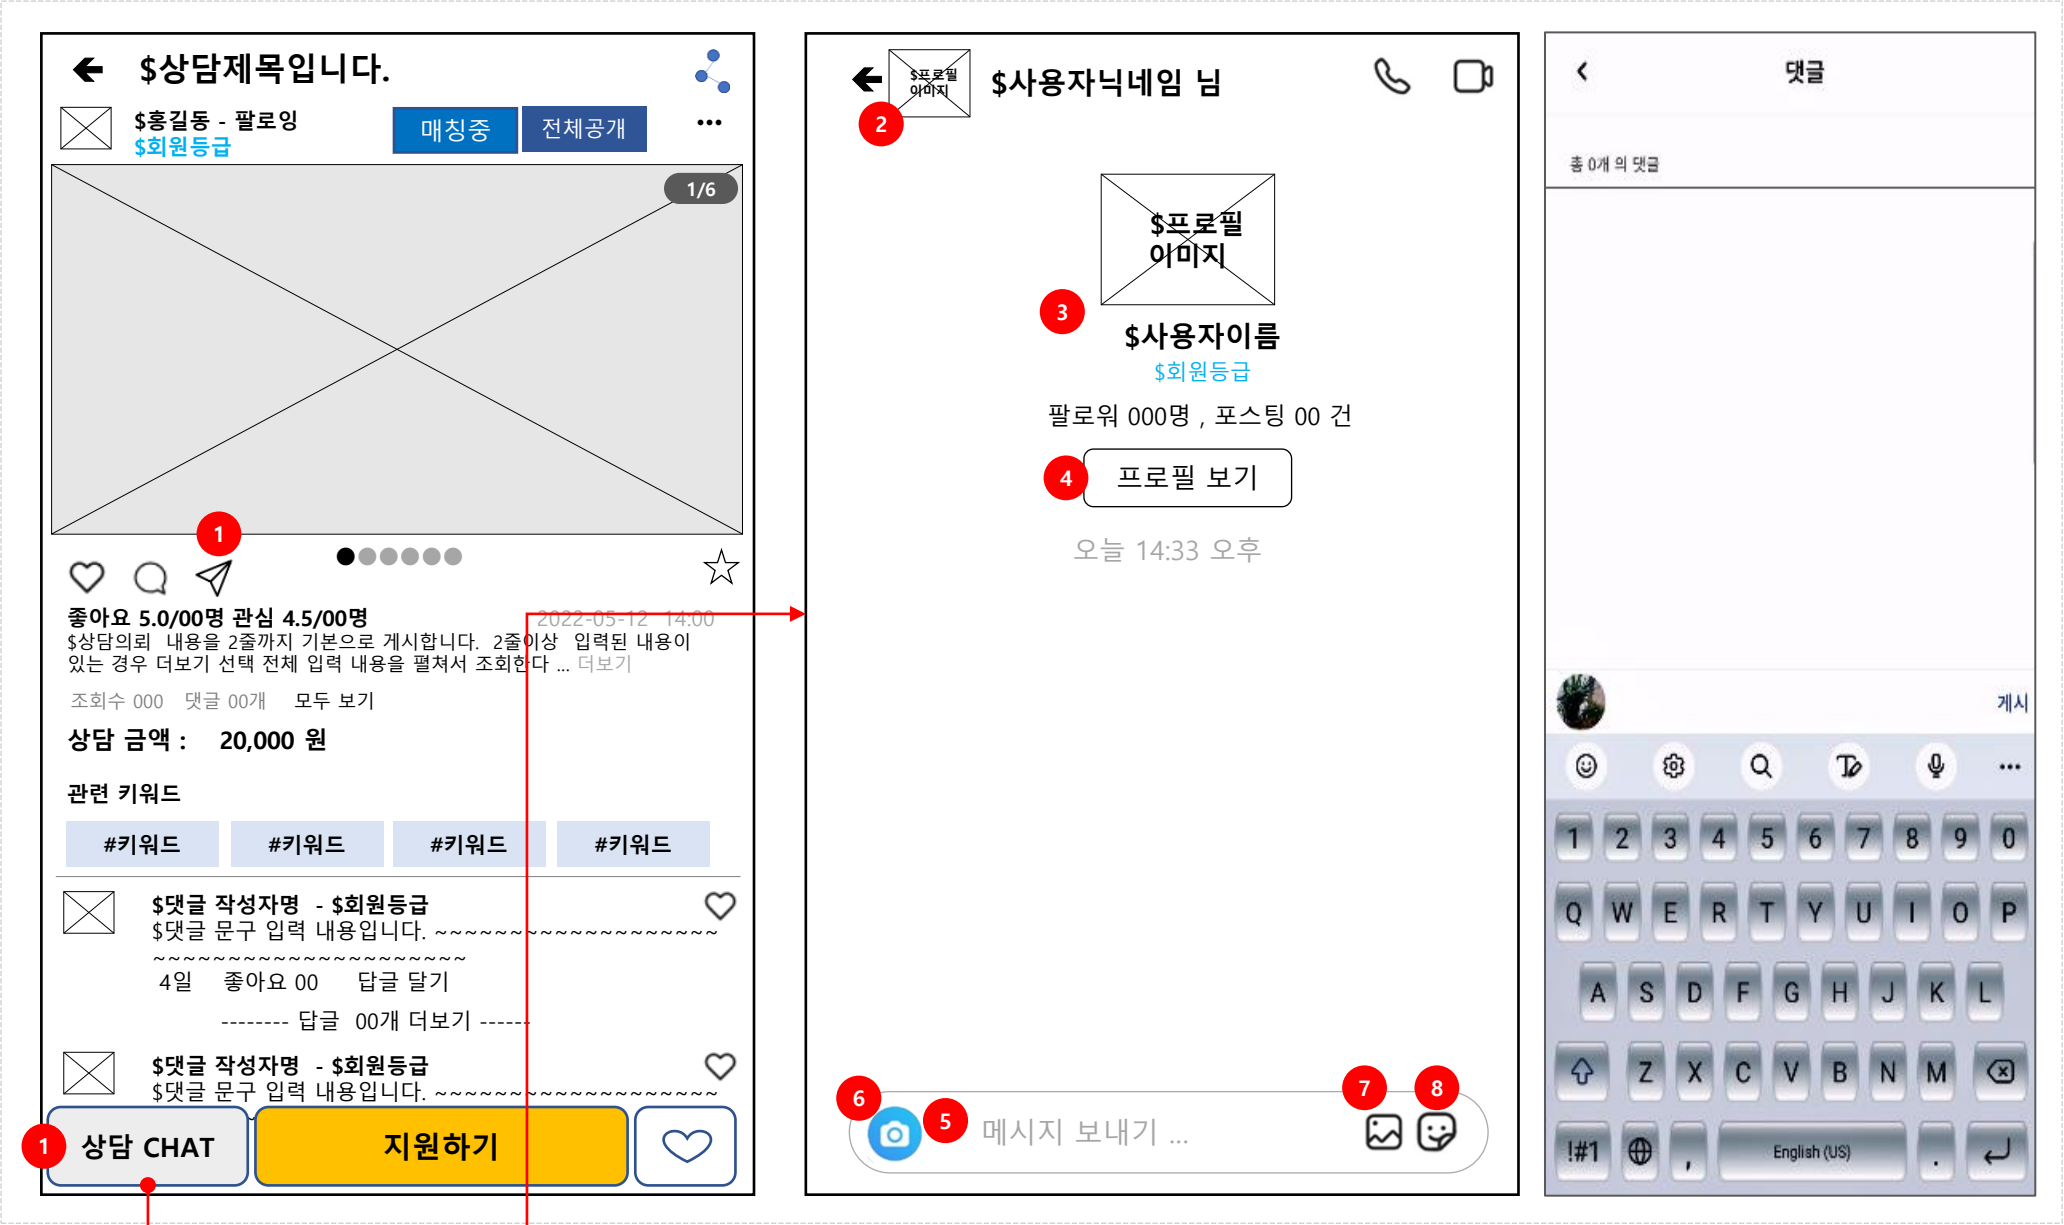 $상담제목입니다.
$홍길동 - 팔로잉
$회원등급
매칭중
전체공개
1/6
1
좋아요 5.0/00명 관심 4.5/00명
2022-05-12 14:00
$상담의뢰 내용을 2줄까지 기본으로 게시합니다. 2줄이상 입력된 내용이
있는 경우 더보기 선택 전체 입력 내용을 펼쳐서 조회한다 ... 더보기
조회수 000 댓글 00개 모두 보기
상담 금액 : 20,000 원
관련 키워드
#키워드 #키워드 #키워드 #키워드
$댓글 작성자명 - $회원등급
$댓글 문구 입력 내용입니다. ~~~~~~~~~~~~~~~~~~~
~~~~~~~~~~~~~~~~~~~~~
4일 좋아요 00 답글 달기
-------- 답글 00개 더보기 ------
$댓글 작성자명 - $회원등급
$댓글 문구 입력 내용입니다. ~~~~~~~~~~~~~~~~~~~
1
상담 CHAT
지원하기
$프로필
이미지
$사용자닉네임 님
2
$프로필
이미지
3
$사용자이름
$회원등급
팔로워 000명 , 포스팅 00 건
4
프로필 보기
오늘 14:33 오후
6
5
메시지 보내기 ...
7
8
댓글
총 0개 의 댓글
게시
1 2 3 4 5 6 7 8 9 0
Q W E R T Y U I O P
A S D F G H J K L
Z X C V B N M
!#1 , English (US) .